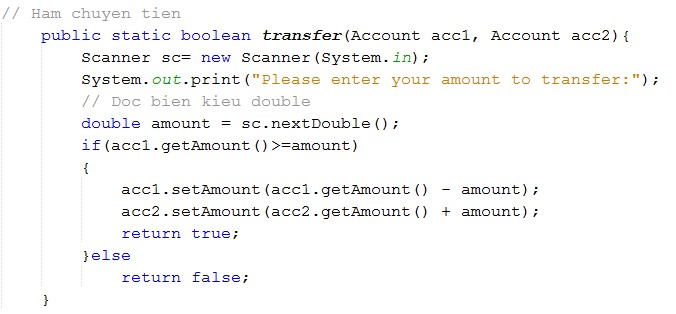 // Ham chuyen tien
public static boolean transfer(Account acc1, Account acc2){
Scanner sc= new Scanner(System.in);
System.out.print("Please enter your amount to transfer:");
// Doc bien kieu double
double amount = sc.nextDouble();
if(acc1.getAmount()>=amount)
{
acc1.setAmount(acc1.getAmount() - amount);
acc2.setAmount(acc2.getAmount() + amount);
return true;
}else
return false;
}